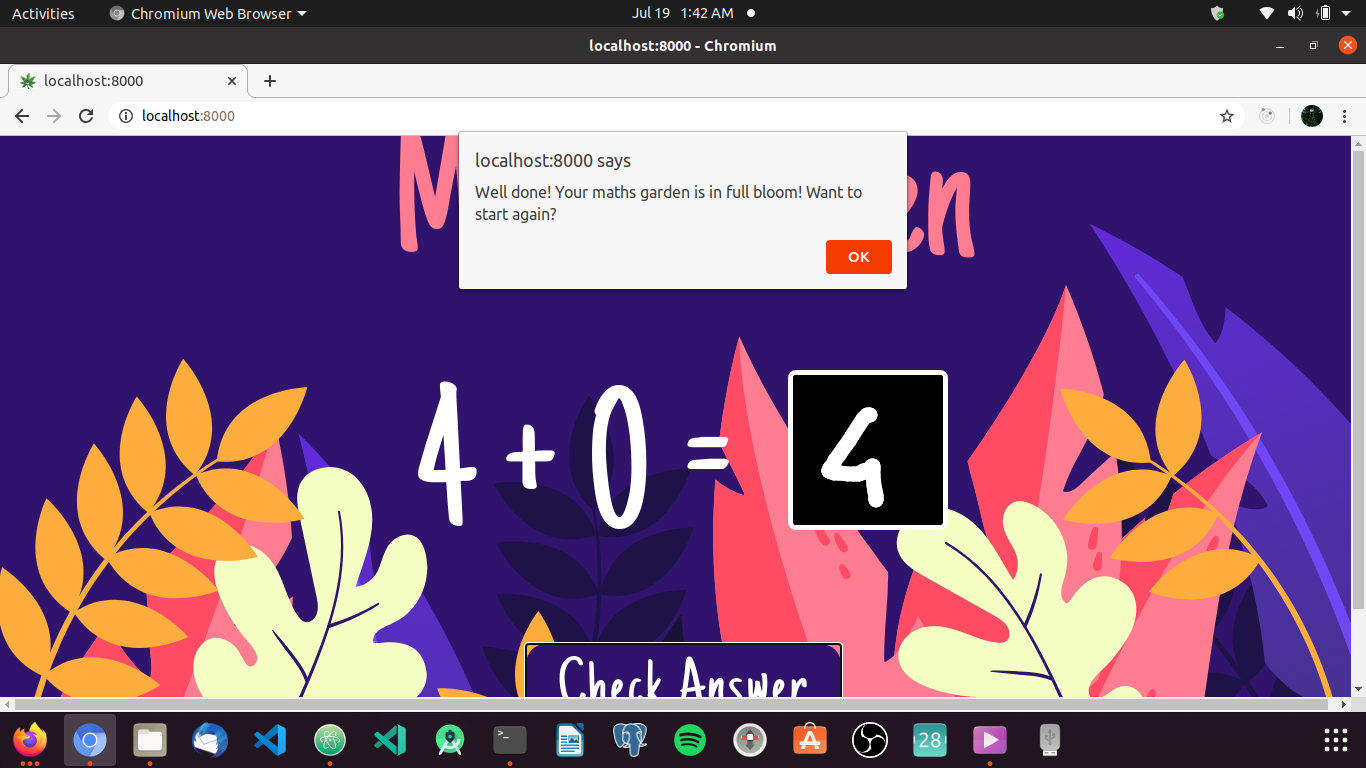 Activities Chromium Web Browser Jul 19 1:42 AM
localhost:8000 - Chromium
localhost:8000
localhost:8000
localhost:8000 says
Well done! Your maths garden is in full bloom! Want to
start again?
OK
4 + 0 = 4
Check Answer
28